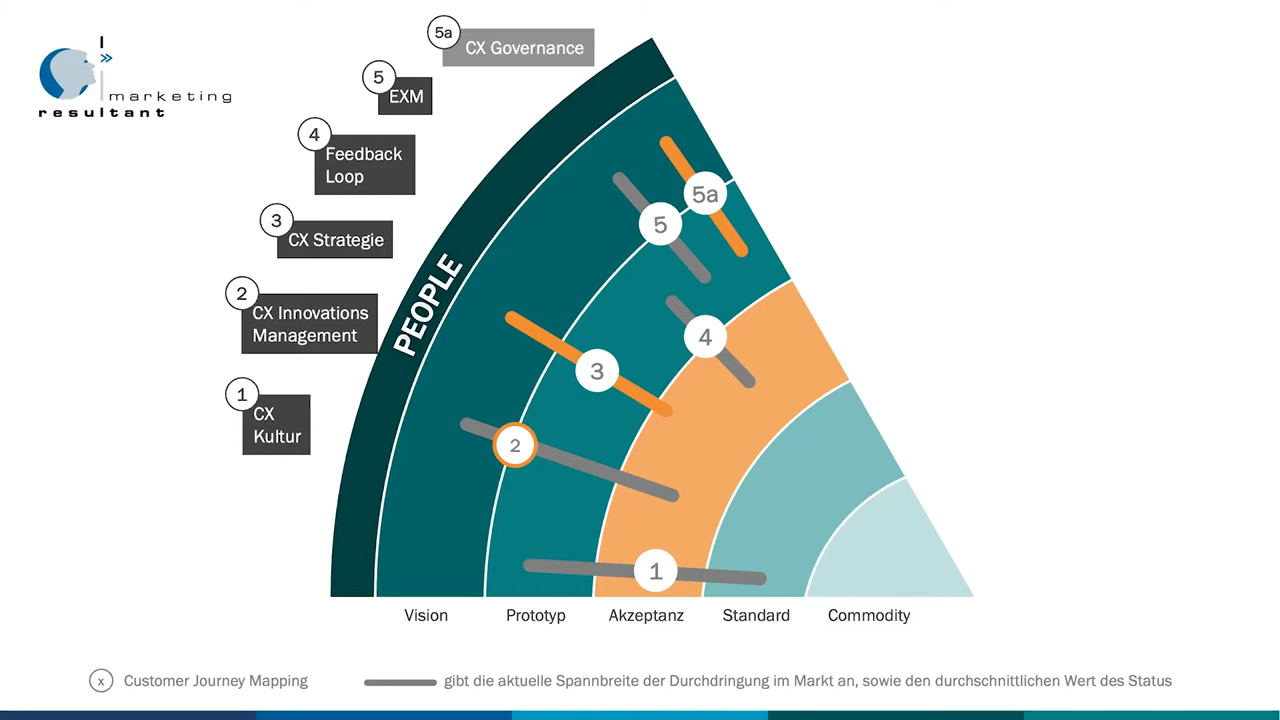 marketing
resultant
5a
CX Governance
5
EXM
4
Feedback
Loop
3
CX Strategie
2
CX Innovations
Management
1
CX
Kultur
PEOPLE
5a
5
4
3
2
1
Vision
Prototyp
Akzeptanz
Standard
Commodity
x
Customer Journey Mapping
gibt die aktuelle Spannbreite der Durchdringung im Markt an, sowie den durchschnittlichen Wert des Status